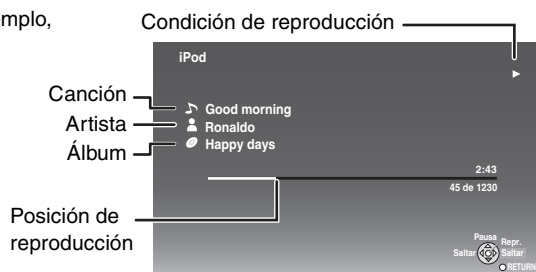 emplo,
Condición de reproducción
iPod
Canción
Good morning
Artista
Ronaldo
Álbum
Happy days
2:43
45 de 1230
Posición de
reproducción
Pausa
Repr.
Saltar
Saltar
RETURN